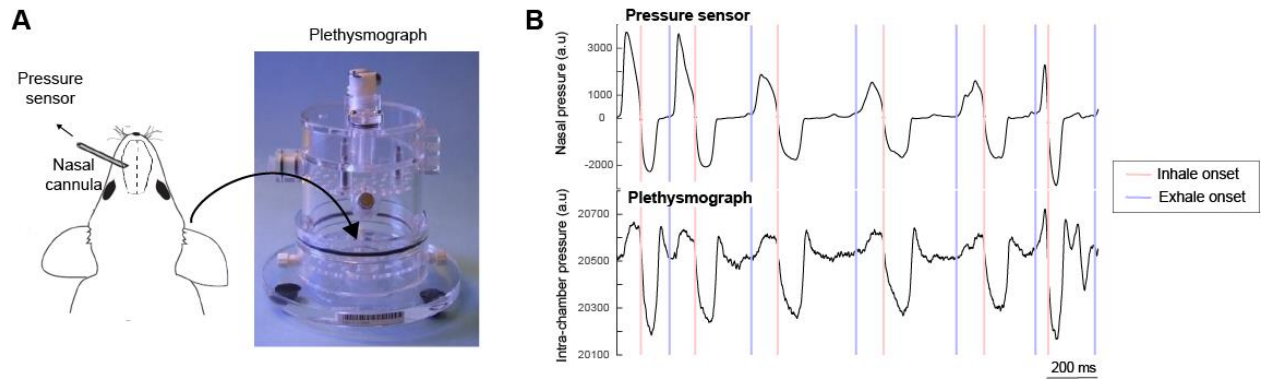 A
Plethysmograph
Pressure
sensor
Nasal
cannula
B
Pressure sensor
Nasal pressure (a.u)
3000
1000
0
-2000
Plethysmograph
Intra-chamber pressure (a.u)
20700
20500
20300
20100
200 ms
Inhale onset
Exhale onset